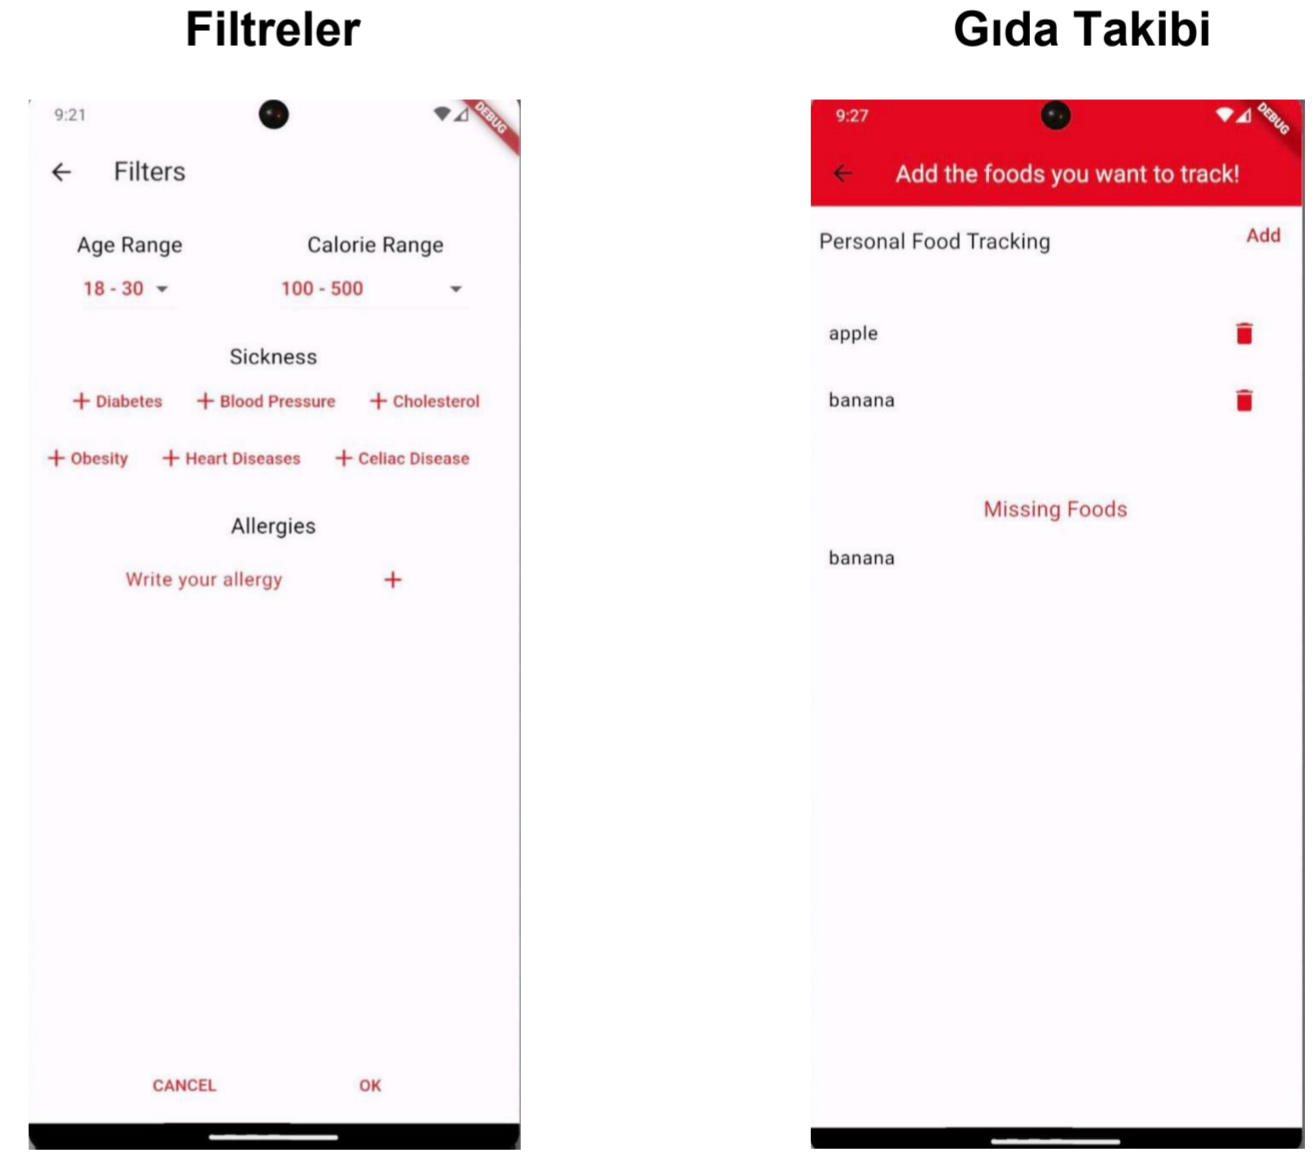 Filtreler
9:21
DEBUG
Filters
Age Range Calorie Range
18 - 30 100 - 500
Sickness
+ Diabetes + Blood Pressure + Cholesterol
+ Obesity + Heart Diseases + Celiac Disease
Allergies
Write your allergy +
CANCEL OK
Gıda Takibi
9:27
DEBUG
Add the foods you want to track!
Personal Food Tracking Add
apple
banana
Missing Foods
banana